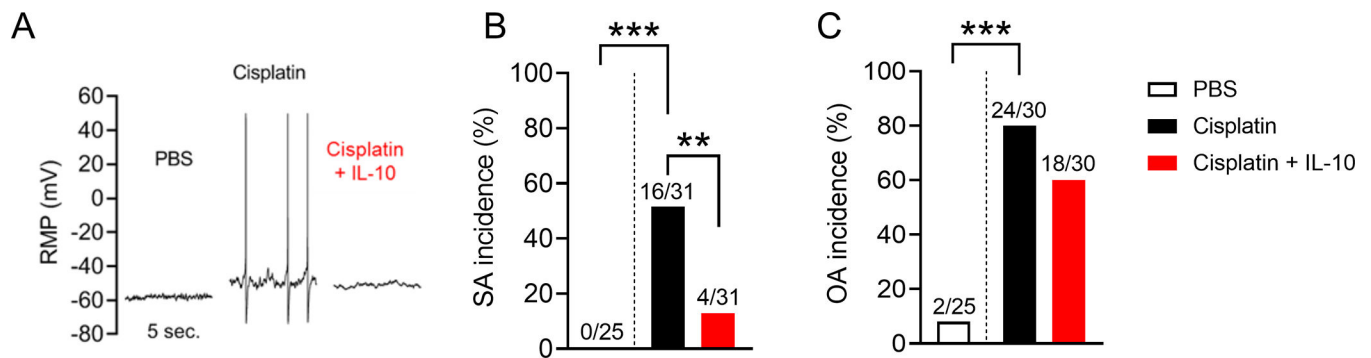 A
Cisplatin
60
40
20
0
-20
-40
-60
-80
RMP (mV)
PBS
Cisplatin
+ IL-10
5 sec.
B
***
100
80
60
40
20
0
SA incidence (%)
**
16/31
4/31
0/25
C
***
100
80
60
40
20
0
OA incidence (%)
24/30
18/30
2/25
PBS
Cisplatin
Cisplatin + IL-10